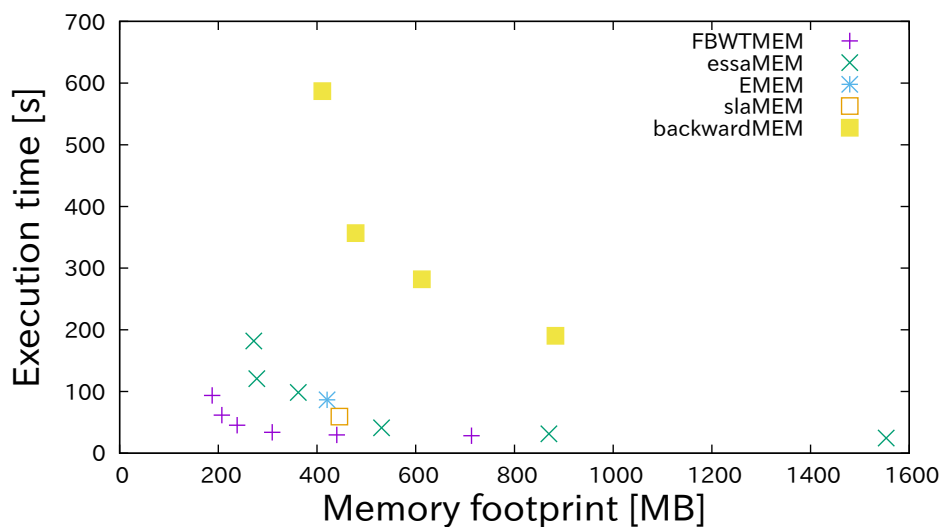 700
600
500
400
300
200
100
0
Execution time [s]
FBWTMEM
essaMEM
EMEM
slaMEM
backwardMEM
0 200 400 600 800 1000 1200 1400 1600
Memory footprint [MB]